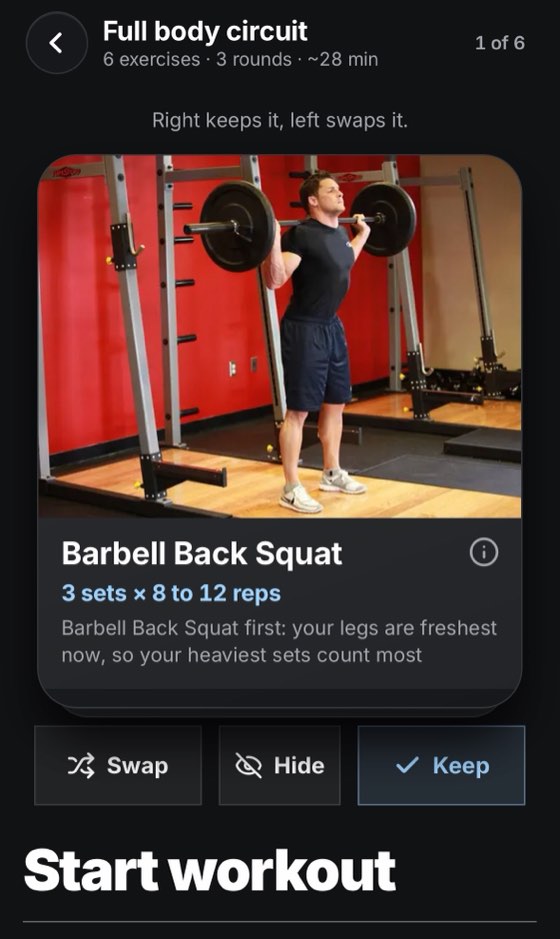 Full body circuit
6 exercises · 3 rounds · ~28 min
1 of 6
Right keeps it, left swaps it.
Barbell Back Squat
3 sets × 8 to 12 reps
Barbell Back Squat first: your legs are freshest
now, so your heaviest sets count most
Swap
Hide
Keep
Start workout